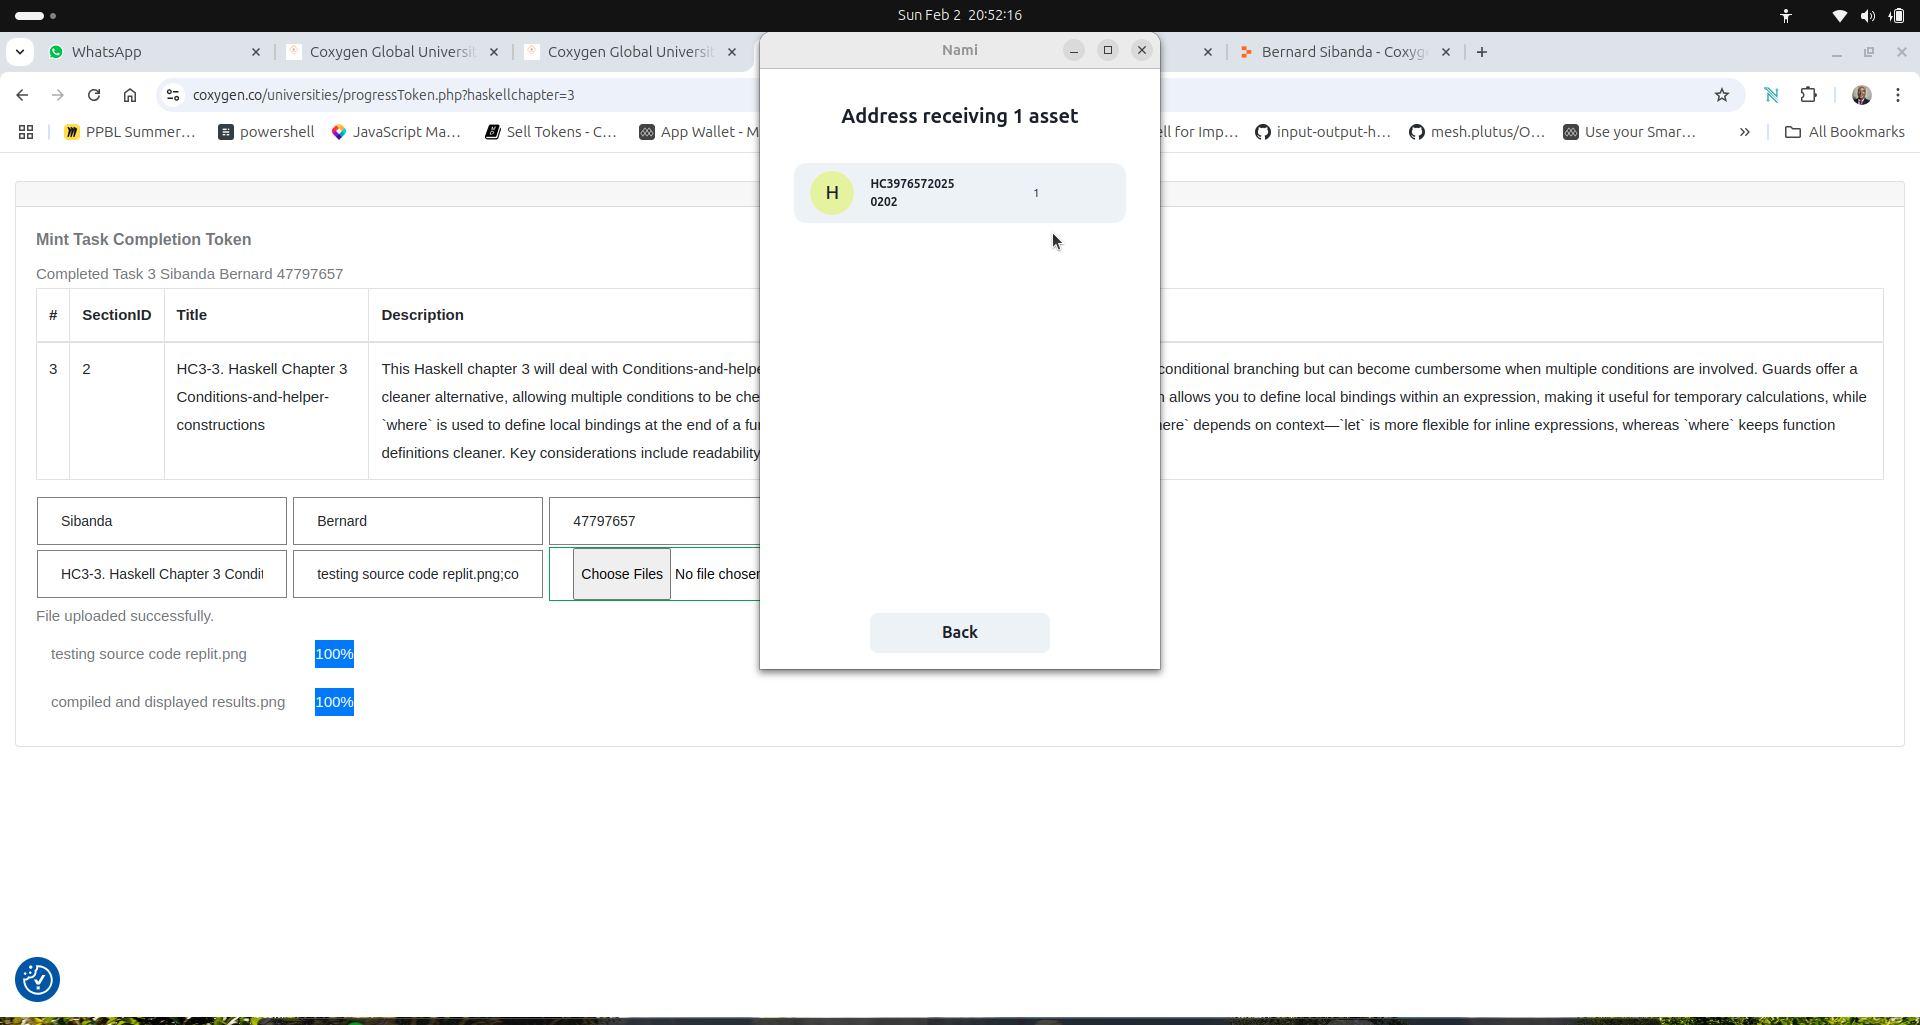 Sun Feb 2 20:52:16
WhatsApp
Coxygen Global Universit
Coxygen Global Universit
Bernard Sibanda - Coxyg
coxygen.co/universities/progressToken.php?haskellchapter=3
PPBL Summer…
powershell
JavaScript Ma…
Sell Tokens - C…
App Wallet - M
ell for Imp…
input-output-h…
mesh.plutus/O…
Use your Smar…
All Bookmarks
Nami
Address receiving 1 asset
H
HC3976572025
0202
1
Back
Mint Task Completion Token
Completed Task 3 Sibanda Bernard 47797657
# SectionID Title Description
3 2 HC3-3. Haskell Chapter 3
Conditions-and-helper-
constructions
This Haskell chapter 3 will deal with Conditions-and-helpe conditional branching but can become cumbersome when multiple conditions are involved. Guards offer a
cleaner alternative, allowing multiple conditions to be che allows you to define local bindings within an expression, making it useful for temporary calculations, while
`where` is used to define local bindings at the end of a fu ere` depends on context—`let` is more flexible for inline expressions, whereas `where` keeps function
definitions cleaner. Key considerations include readability
Sibanda
Bernard
47797657
HC3-3. Haskell Chapter 3 Condit
testing source code replit.png;co
Choose Files No file chosen
File uploaded successfully.
testing source code replit.png 100%
compiled and displayed results.png 100%